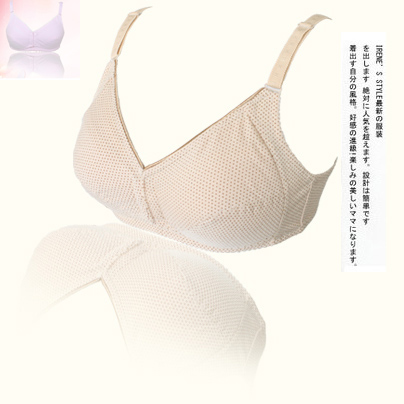 IRENE'S STYLE最新の服装
を出します 絶対に人気を超えます。設計は簡単です
着出す自分の風格。好感の進級!楽しみの美しいママになります。